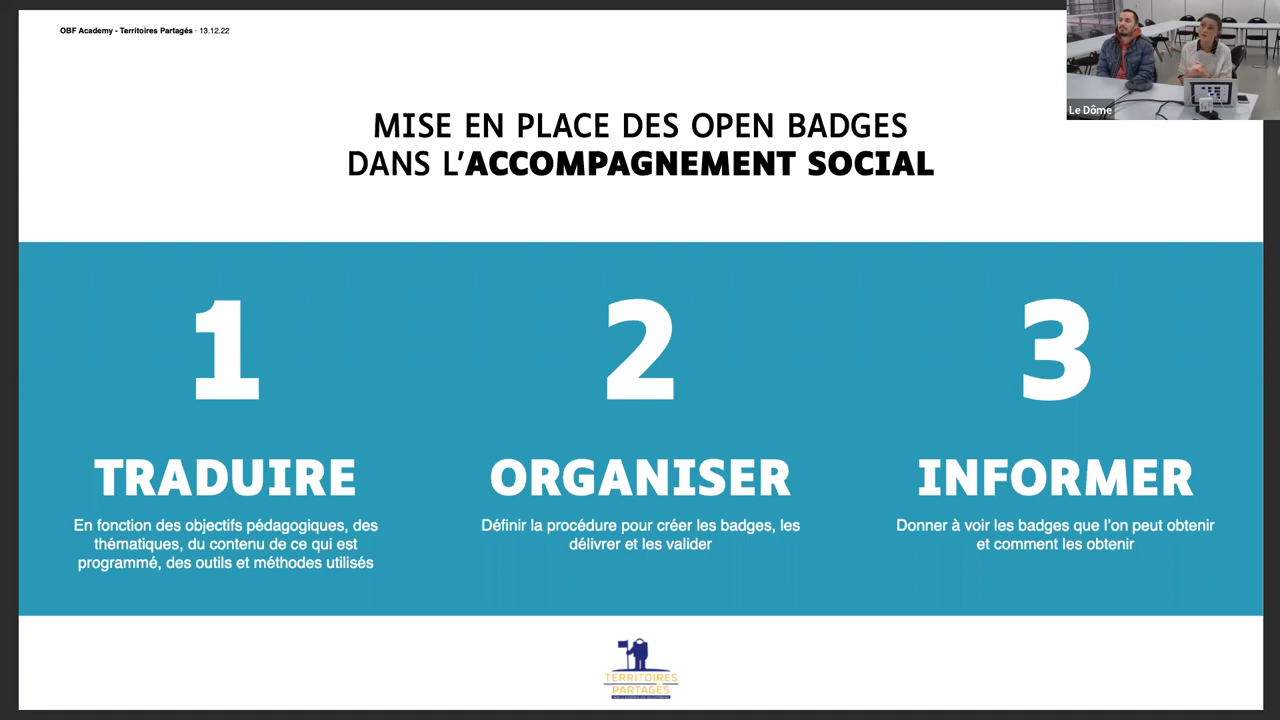 OBF Academy - Territoires Partagés · 13.12.22
Le Dôme
MISE EN PLACE DES OPEN BADGES
DANS L’ACCOMPAGNEMENT SOCIAL
1
TRADUIRE
En fonction des objectifs pédagogiques, des
thématiques, du contenu de ce qui est
programmé, des outils et méthodes utilisés
2
ORGANISER
Définir la procédure pour créer les badges, les
délivrer et les valider
3
INFORMER
Donner à voir les badges que l’on peut obtenir
et comment les obtenir
TERRITOIRES
PARTAGÉS